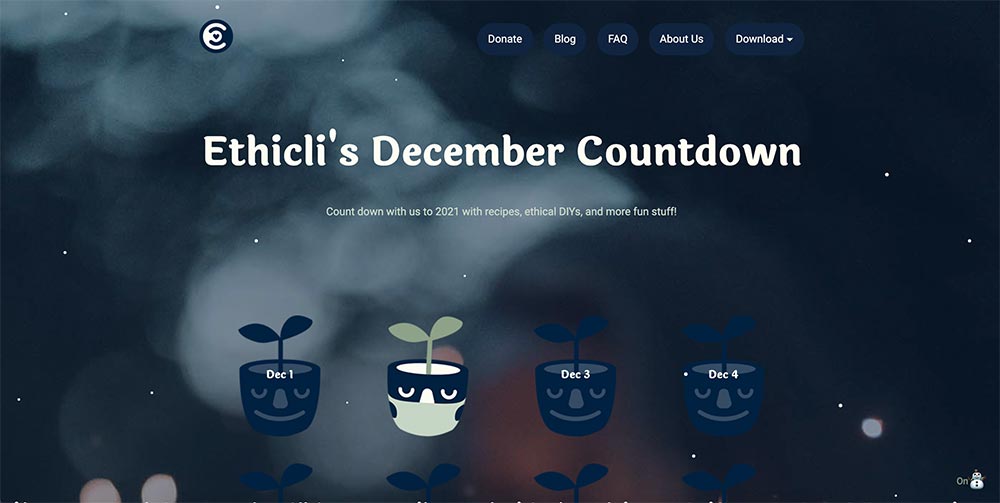 Donate Blog FAQ About Us Download
Ethicli's December Countdown
Count down with us to 2021 with recipes, ethical DIYs, and more fun stuff!
Dec 1 Dec 3 Dec 4
On